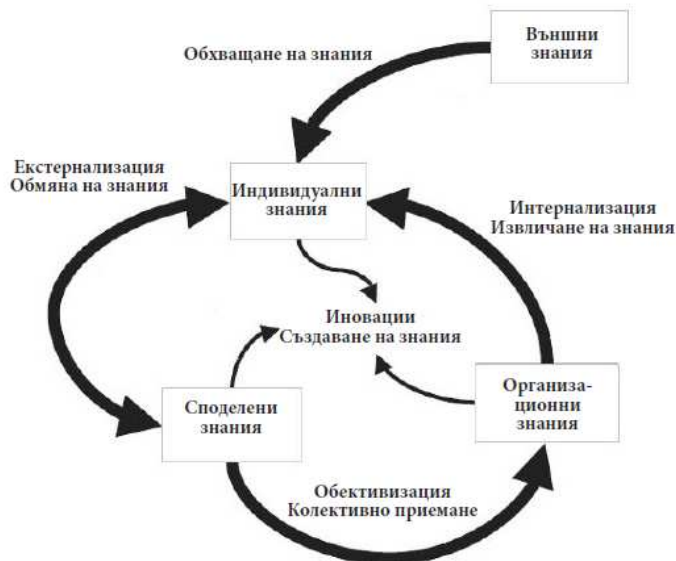 Външни
знания
Обхващане на знания
Екстернализация
Обмяна на знания
Индивидуални
знания
Интернализация
Извличане на знания
Иновации
Създаване на знания
Споделени
знания
Организа-
ционни
знания
Обективизация
Колективно приемане